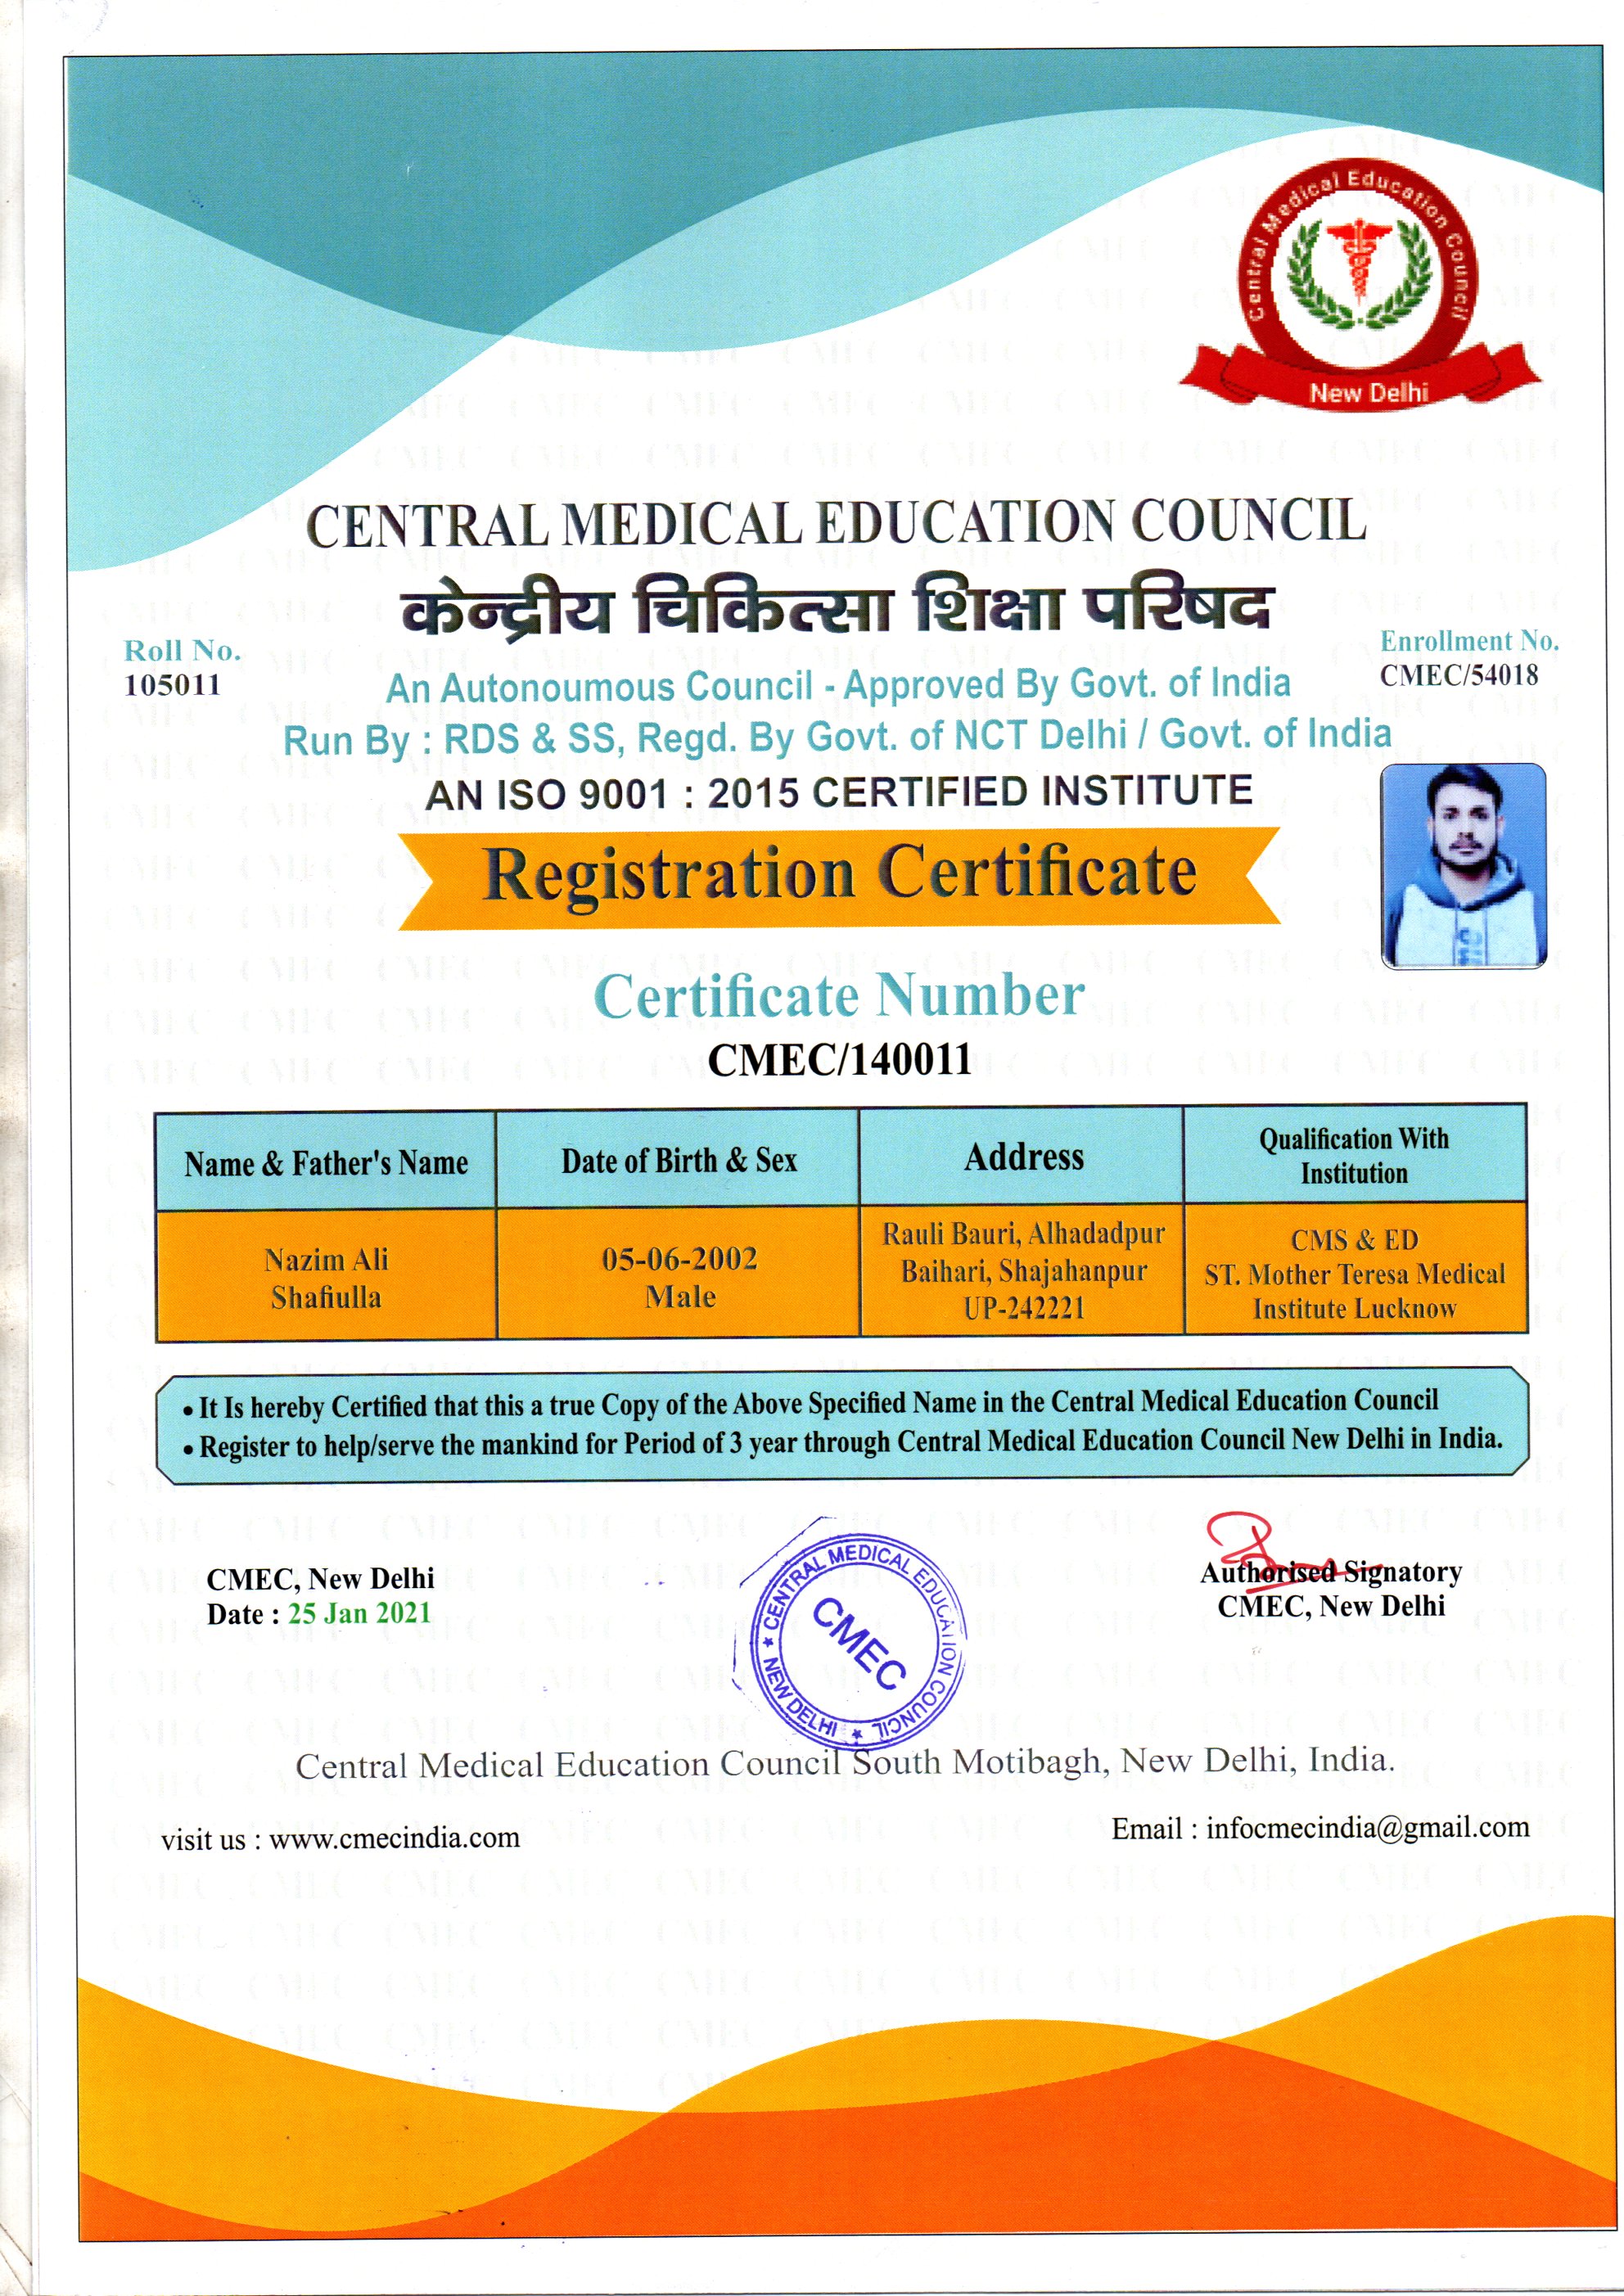 Central Medical Education Council
New Delhi
CENTRAL MEDICAL EDUCATION COUNCIL
केन्द्रीय चिकित्सा शिक्षा परिषद
Roll No.
105011
Enrollment No.
CMEC/54018
An Autonoumous Council - Approved By Govt. of India
Run By : RDS & SS, Regd. By Govt. of NCT Delhi / Govt. of India
AN ISO 9001 : 2015 CERTIFIED INSTITUTE
Registration Certificate
Certificate Number
CMEC/140011
Name & Father's Name
Date of Birth & Sex
Address
Qualification With
Institution
Nazim Ali
Shafiulla
05-06-2002
Male
Rauli Bauri, Alhadadpur
Baihari, Shajahanpur
UP-242221
CMS & ED
ST. Mother Teresa Medical
Institute Lucknow
• It Is hereby Certified that this a true Copy of the Above Specified Name in the Central Medical Education Council
• Register to help/serve the mankind for Period of 3 year through Central Medical Education Council New Delhi in India.
CMEC, New Delhi
Date : 25 Jan 2021
★ CENTRAL MEDICAL EDUCATION COUNCIL ★ NEW DELHI
CMEC
Authorised Signatory
CMEC, New Delhi
Central Medical Education Council South Motibagh, New Delhi, India.
visit us : www.cmecindia.com
Email : infocmecindia@gmail.com